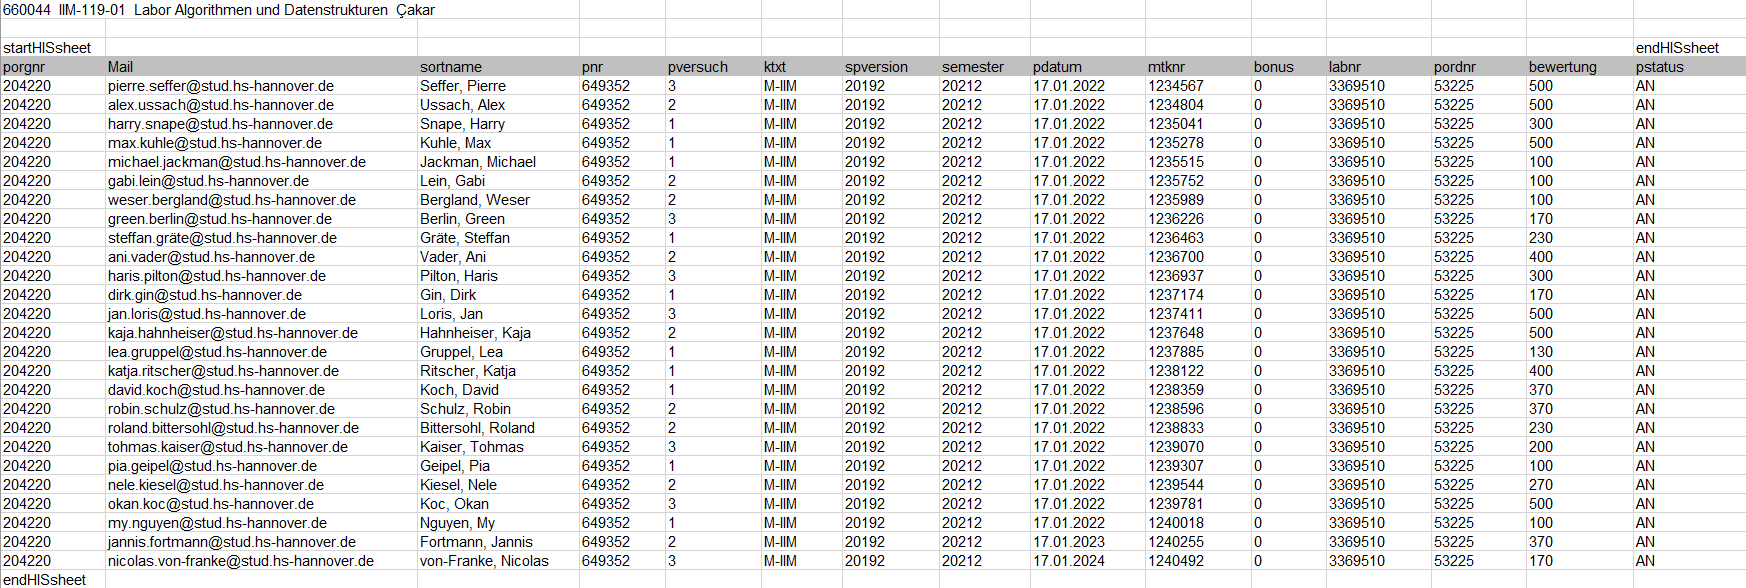 660044  IIM-119-01  Labor Algorithmen und Datenstrukturen  Çakar
startHISsheet endHISsheet
porgnr Mail sortname pnr pversuch ktxt spversion semester pdatum mtknr bonus labnr pordnr bewertung pstatus
204220 pierre.seffer@stud.hs-hannover.de Seffer, Pierre 649352 3 M-IIM 20192 20212 17.01.2022 1234567 0 3369510 53225 500 AN
204220 alex.ussach@stud.hs-hannover.de Ussach, Alex 649352 2 M-IIM 20192 20212 17.01.2022 1234804 0 3369510 53225 500 AN
204220 harry.snape@stud.hs-hannover.de Snape, Harry 649352 1 M-IIM 20192 20212 17.01.2022 1235041 0 3369510 53225 300 AN
204220 max.kuhle@stud.hs-hannover.de Kuhle, Max 649352 1 M-IIM 20192 20212 17.01.2022 1235278 0 3369510 53225 500 AN
204220 michael.jackman@stud.hs-hannover.de Jackman, Michael 649352 1 M-IIM 20192 20212 17.01.2022 1235515 0 3369510 53225 100 AN
204220 gabi.lein@stud.hs-hannover.de Lein, Gabi 649352 2 M-IIM 20192 20212 17.01.2022 1235752 0 3369510 53225 100 AN
204220 weser.bergland@stud.hs-hannover.de Bergland, Weser 649352 2 M-IIM 20192 20212 17.01.2022 1235989 0 3369510 53225 100 AN
204220 green.berlin@stud.hs-hannover.de Berlin, Green 649352 3 M-IIM 20192 20212 17.01.2022 1236226 0 3369510 53225 170 AN
204220 steffan.gräte@stud.hs-hannover.de Gräte, Steffan 649352 1 M-IIM 20192 20212 17.01.2022 1236463 0 3369510 53225 230 AN
204220 ani.vader@stud.hs-hannover.de Vader, Ani 649352 2 M-IIM 20192 20212 17.01.2022 1236700 0 3369510 53225 400 AN
204220 haris.pilton@stud.hs-hannover.de Pilton, Haris 649352 3 M-IIM 20192 20212 17.01.2022 1236937 0 3369510 53225 300 AN
204220 dirk.gin@stud.hs-hannover.de Gin, Dirk 649352 1 M-IIM 20192 20212 17.01.2022 1237174 0 3369510 53225 170 AN
204220 jan.loris@stud.hs-hannover.de Loris, Jan 649352 3 M-IIM 20192 20212 17.01.2022 1237411 0 3369510 53225 500 AN
204220 kaja.hahnheiser@stud.hs-hannover.de Hahnheiser, Kaja 649352 2 M-IIM 20192 20212 17.01.2022 1237648 0 3369510 53225 500 AN
204220 lea.gruppel@stud.hs-hannover.de Gruppel, Lea 649352 1 M-IIM 20192 20212 17.01.2022 1237885 0 3369510 53225 130 AN
204220 katja.ritscher@stud.hs-hannover.de Ritscher, Katja 649352 1 M-IIM 20192 20212 17.01.2022 1238122 0 3369510 53225 400 AN
204220 david.koch@stud.hs-hannover.de Koch, David 649352 1 M-IIM 20192 20212 17.01.2022 1238359 0 3369510 53225 370 AN
204220 robin.schulz@stud.hs-hannover.de Schulz, Robin 649352 2 M-IIM 20192 20212 17.01.2022 1238596 0 3369510 53225 370 AN
204220 roland.bittersohl@stud.hs-hannover.de Bittersohl, Roland 649352 2 M-IIM 20192 20212 17.01.2022 1238833 0 3369510 53225 230 AN
204220 tohmas.kaiser@stud.hs-hannover.de Kaiser, Tohmas 649352 3 M-IIM 20192 20212 17.01.2022 1239070 0 3369510 53225 200 AN
204220 pia.geipel@stud.hs-hannover.de Geipel, Pia 649352 1 M-IIM 20192 20212 17.01.2022 1239307 0 3369510 53225 100 AN
204220 nele.kiesel@stud.hs-hannover.de Kiesel, Nele 649352 2 M-IIM 20192 20212 17.01.2022 1239544 0 3369510 53225 270 AN
204220 okan.koc@stud.hs-hannover.de Koc, Okan 649352 3 M-IIM 20192 20212 17.01.2022 1239781 0 3369510 53225 500 AN
204220 my.nguyen@stud.hs-hannover.de Nguyen, My 649352 1 M-IIM 20192 20212 17.01.2022 1240018 0 3369510 53225 100 AN
204220 jannis.fortmann@stud.hs-hannover.de Fortmann, Jannis 649352 2 M-IIM 20192 20212 17.01.2023 1240255 0 3369510 53225 370 AN
204220 nicolas.von-franke@stud.hs-hannover.de von-Franke, Nicolas 649352 3 M-IIM 20192 20212 17.01.2024 1240492 0 3369510 53225 170 AN
endHISsheet